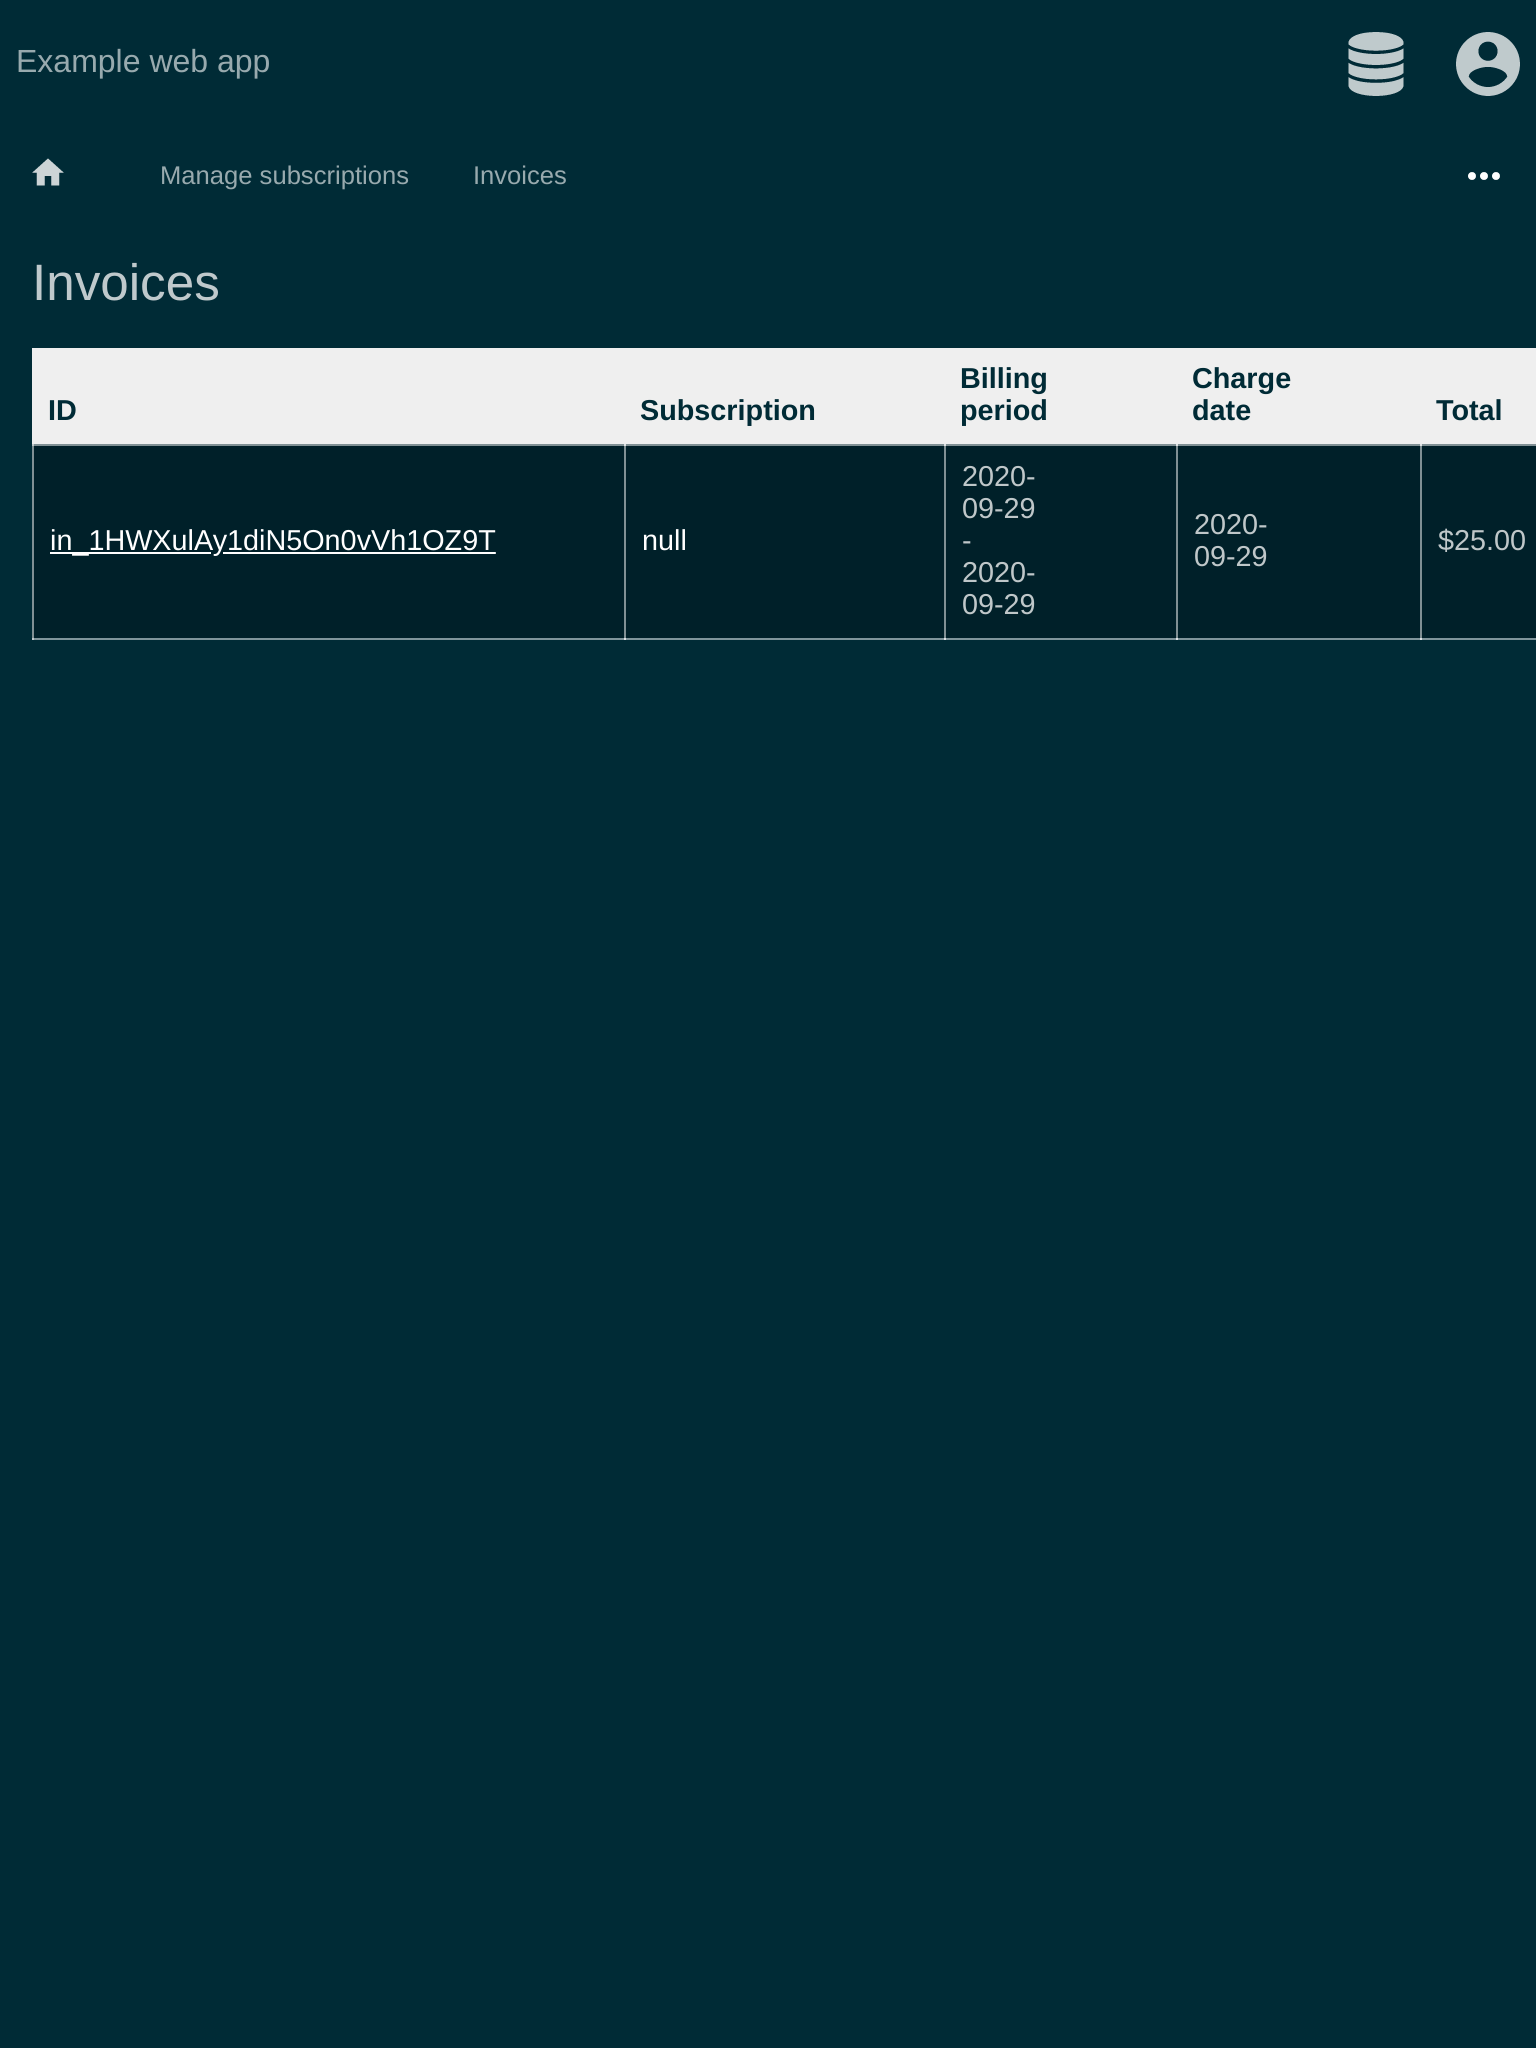 Example web app
Manage subscriptions Invoices
Invoices
ID Subscription Billing period Charge date Total
in_1HWXulAy1diN5On0vVh1OZ9T null 2020-09-29 - 2020-09-29 2020-09-29 $25.00